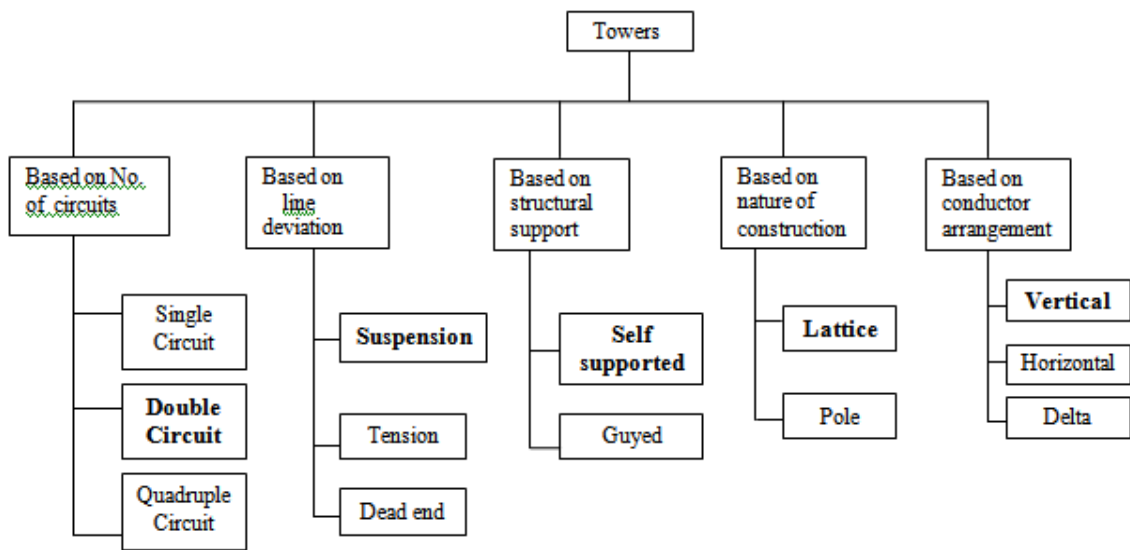 Towers
Based on No.
of circuits
Single
Circuit
Double
Circuit
Quadruple
Circuit
Based on
line
deviation
Suspension
Tension
Dead end
Based on
structural
support
Self
supported
Guyed
Based on
nature of
construction
Lattice
Pole
Based on
conductor
arrangement
Vertical
Horizontal
Delta